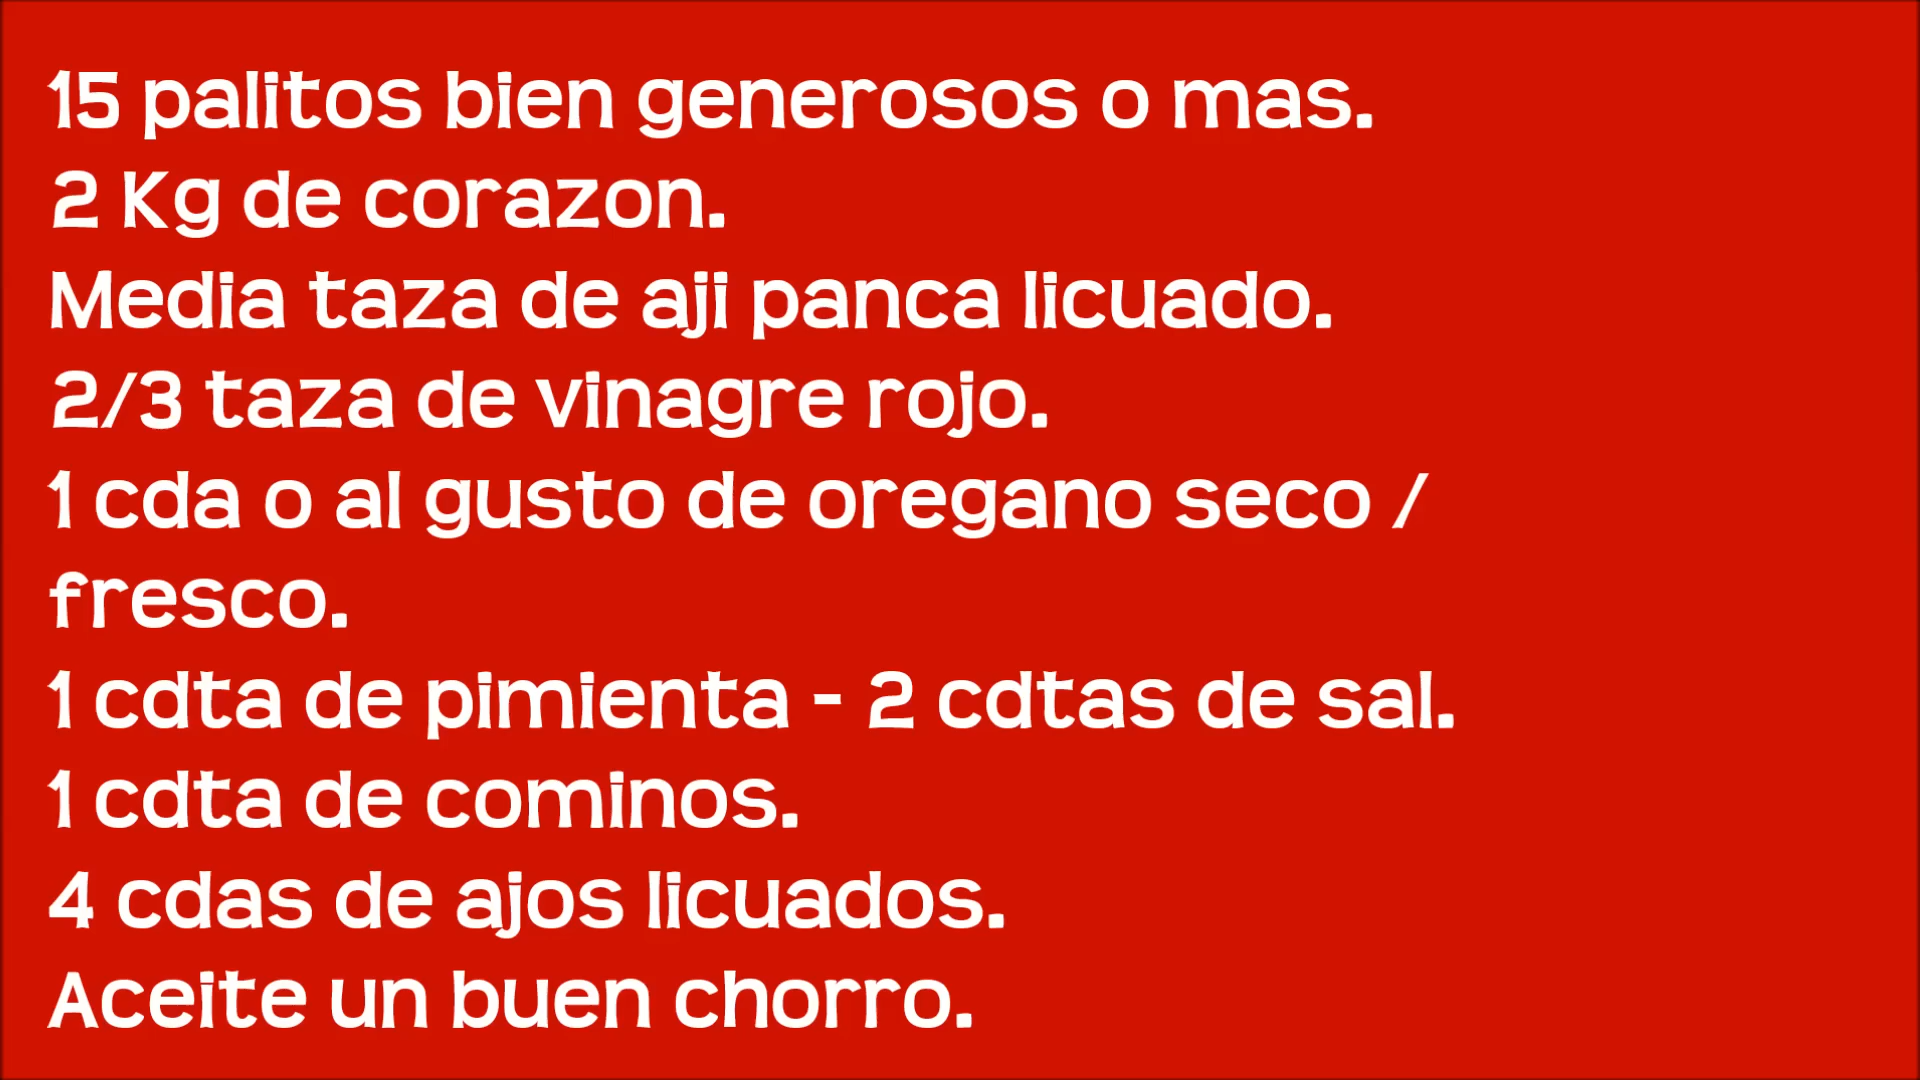 15 palitos bien generosos o mas.
2 Kg de corazon.
Media taza de aji panca licuado.
2/3 taza de vinagre rojo.
1 cda o al gusto de oregano seco /
fresco.
1 cdta de pimienta - 2 cdtas de sal.
1 cdta de cominos.
4 cdas de ajos licuados.
Aceite un buen chorro.